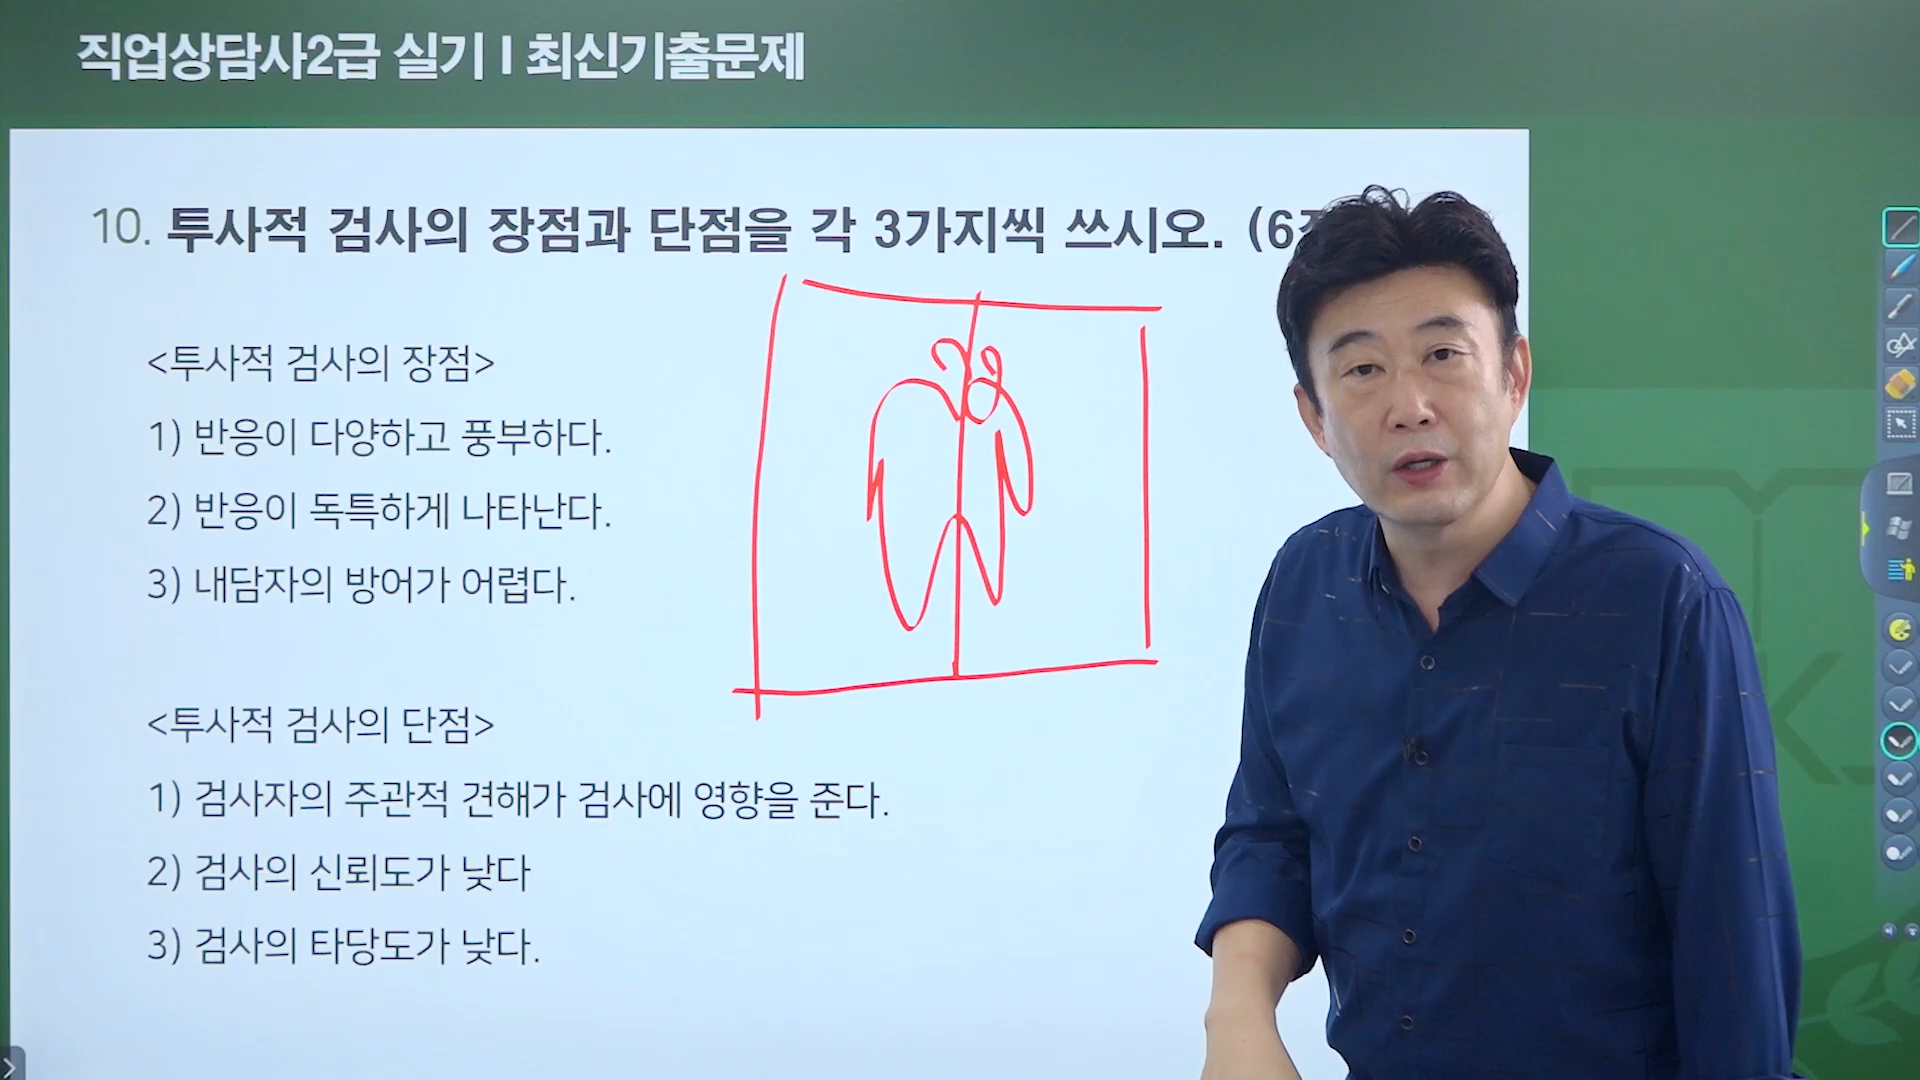 직업상담사2급 실기 I 최신기출문제
10. 투사적 검사의 장점과 단점을 각 3가지씩 쓰시오. (6
<투사적 검사의 장점>
1) 반응이 다양하고 풍부하다.
2) 반응이 독특하게 나타난다.
3) 내담자의 방어가 어렵다.
<투사적 검사의 단점>
1) 검사자의 주관적 견해가 검사에 영향을 준다.
2) 검사의 신뢰도가 낮다
3) 검사의 타당도가 낮다.